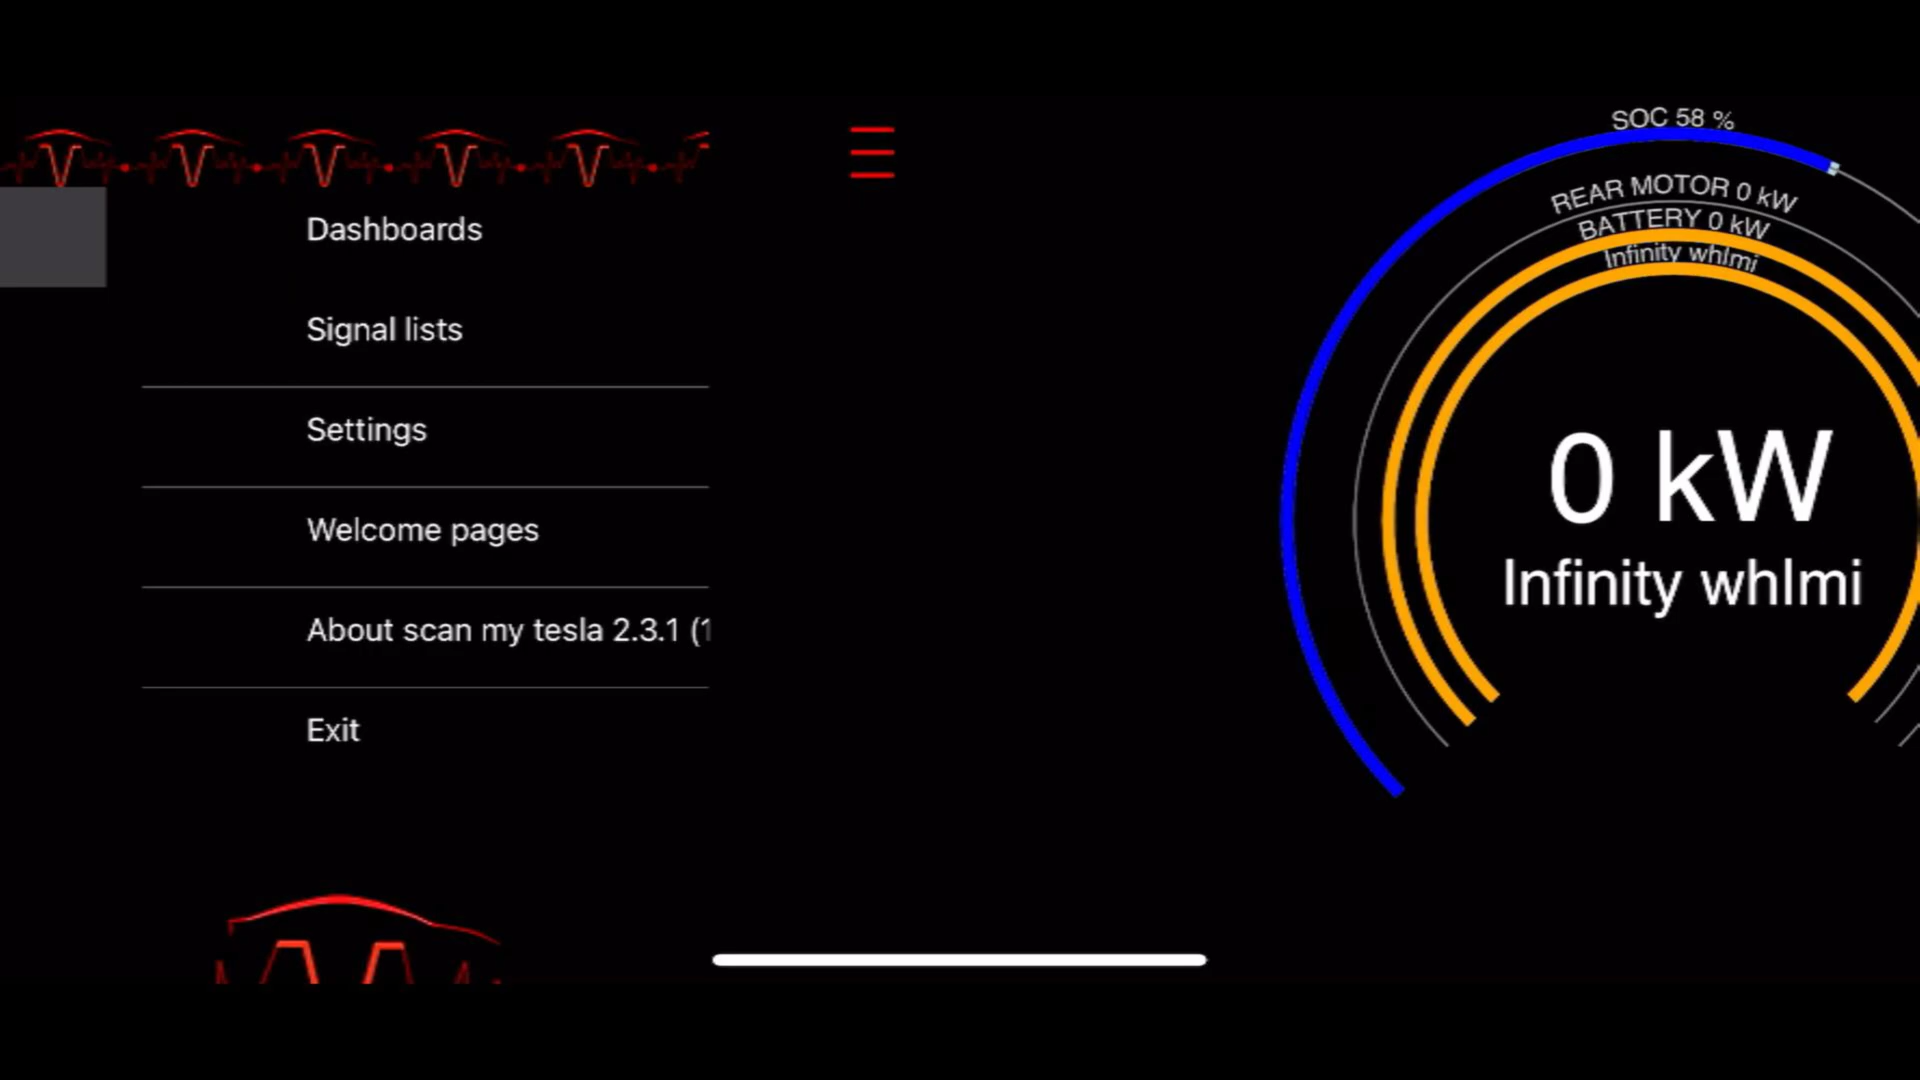 Dashboards
Signal lists
Settings
Welcome pages
About scan my tesla 2.3.1 (1
Exit
SOC 58 %
REAR MOTOR 0 kW
BATTERY 0 kW
Infinity whlmi
0 kW
Infinity whlmi